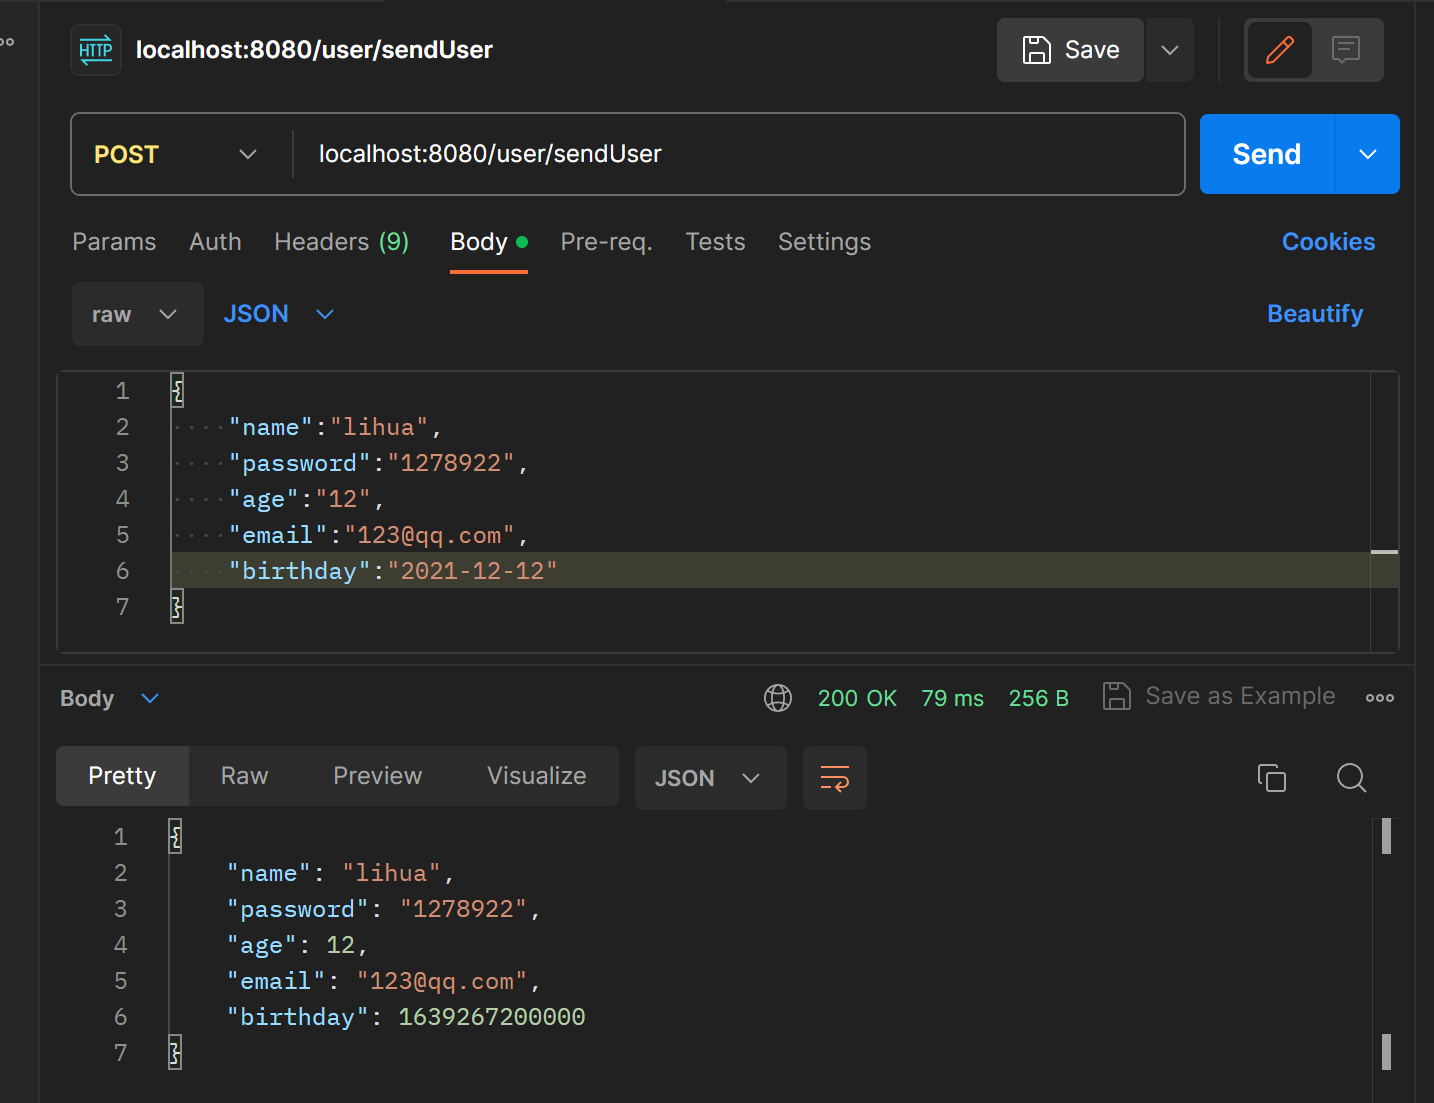 HTTP localhost:8080/user/sendUser Save
POST localhost:8080/user/sendUser Send
Params Auth Headers (9) Body Pre-req. Tests Settings Cookies
raw JSON Beautify
1 {
2 "name":"lihua",
3 "password":"1278922",
4 "age":"12",
5 "email":"123@qq.com",
6 "birthday":"2021-12-12"
7 }
Body 200 OK 79 ms 256 B Save as Example
Pretty Raw Preview Visualize JSON
1 {
2 "name": "lihua",
3 "password": "1278922",
4 "age": 12,
5 "email": "123@qq.com",
6 "birthday": 1639267200000
7 }